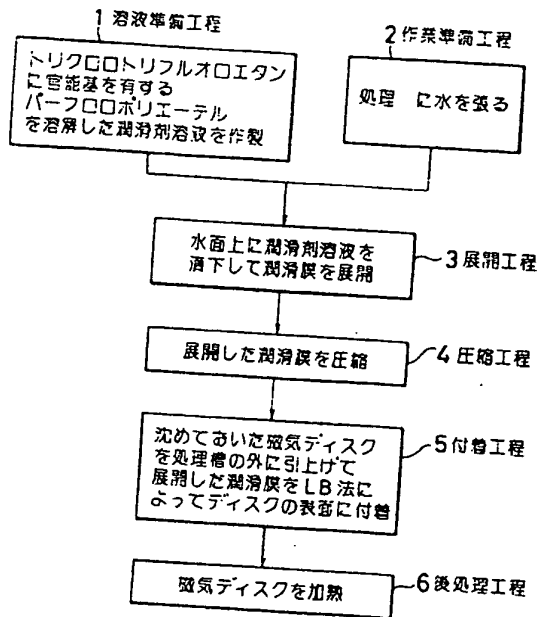 1 溶液準備工程
トリクロロトリフルオロエタン
に官能基を有する
パーフロロポリエーテル
を溶解した潤滑剤溶液を作製
2 作業準備工程
処理 に水を張る
水面上に潤滑剤溶液を
滴下して潤滑膜を展開
3 展開工程
展開した潤滑膜を圧縮
4 圧縮工程
沈めておいた磁気ディスク
を処理槽の外に引上げて
展開した潤滑膜をLB法に
よってディスクの表面に付着
5 付着工程
磁気ディスクを加熱
6 後処理工程